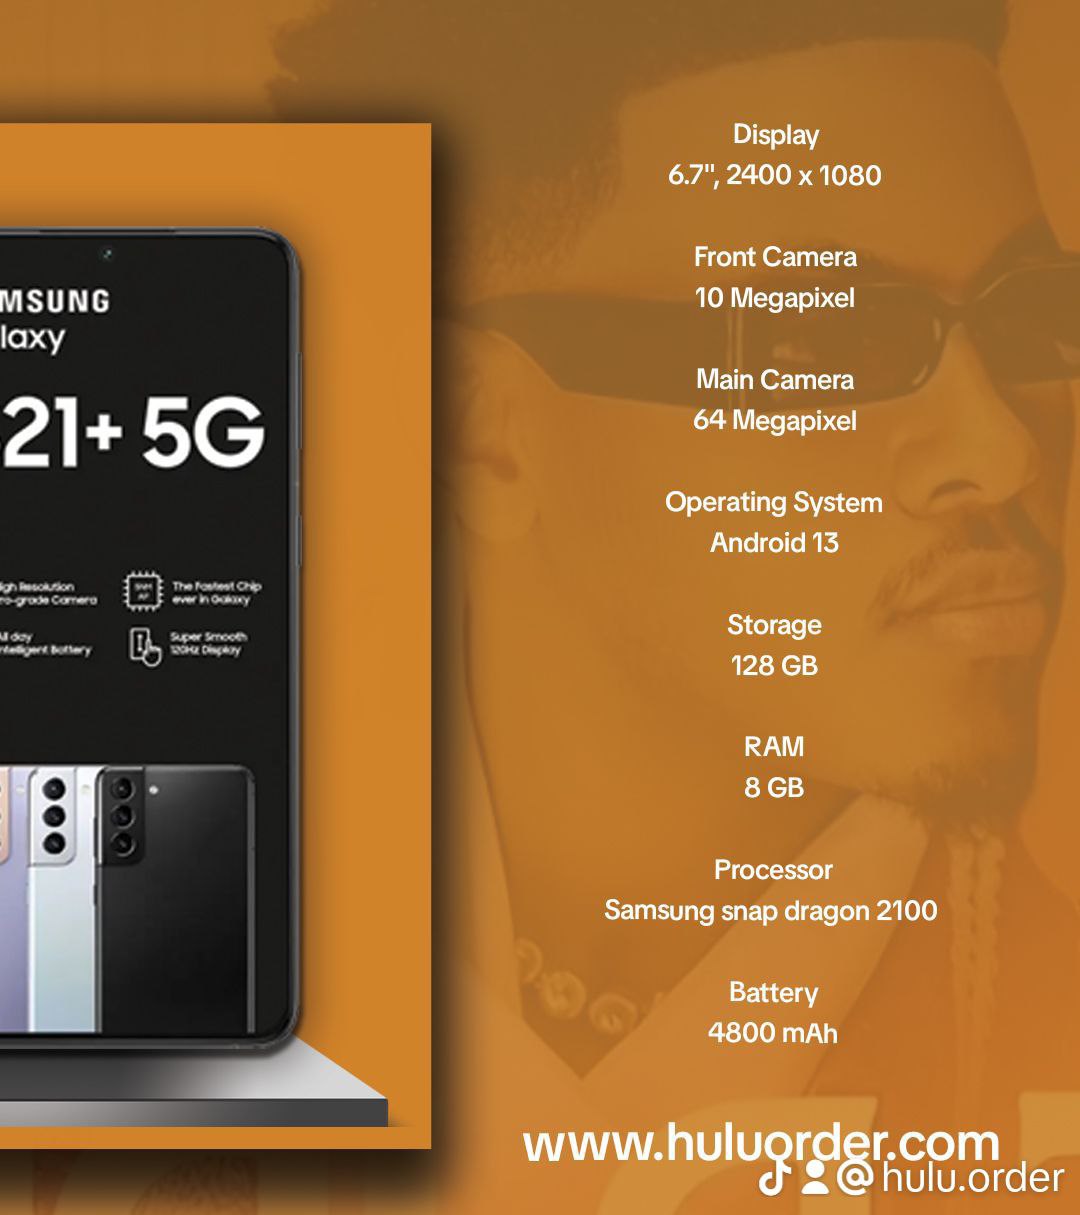 MSUNG
laxy
21+ 5G
igh Resolution
ro-grade Camera
The Fastest Chip
ever in Galaxy
All day
ntelligent Battery
Super Smooth
120Hz Display
Display
6.7", 2400 x 1080
Front Camera
10 Megapixel
Main Camera
64 Megapixel
Operating System
Android 13
Storage
128 GB
RAM
8 GB
Processor
Samsung snap dragon 2100
Battery
4800 mAh
www.huluorder.com
@hulu.order